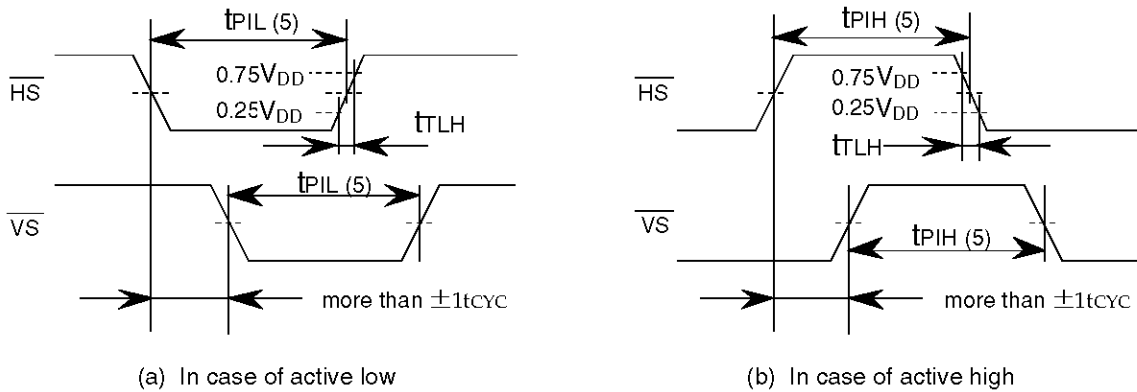 tPIL (5)
HS
0.75VDD
0.25VDD
tTLH
tPIL (5)
VS
more than ±1tCYC
(a) In case of active low
tPIH (5)
HS
0.75VDD
0.25VDD
tTLH
VS
tPIH (5)
more than ±1tCYC
(b) In case of active high